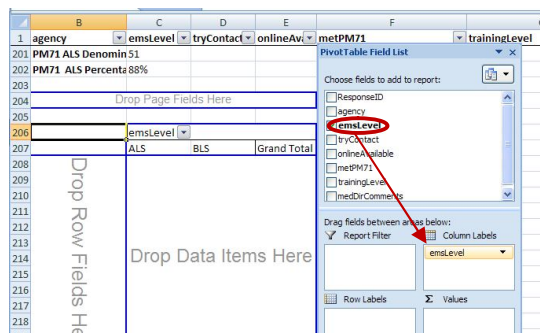 B C D E F
1 agency emsLevel tryContact onlineAv metPM71 trainingLevel
201 PM71 ALS Denomin 51
202 PM71 ALS Percenta 88%
203
204 Drop Page Fields Here
205
206 emsLevel
207 ALS BLS Grand Total
208
209
210
211
212
213
214
215
216
217
218
Drop Row Fields He
Drop Data Items Here
PivotTable Field List
Choose fields to add to report:
ResponseID
agency
emsLevel
tryContact
onlineAvailable
metPM71
trainingLevel
medDirComments
Drag fields between areas below:
Report Filter Column Labels
emsLevel
Row Labels Σ Values